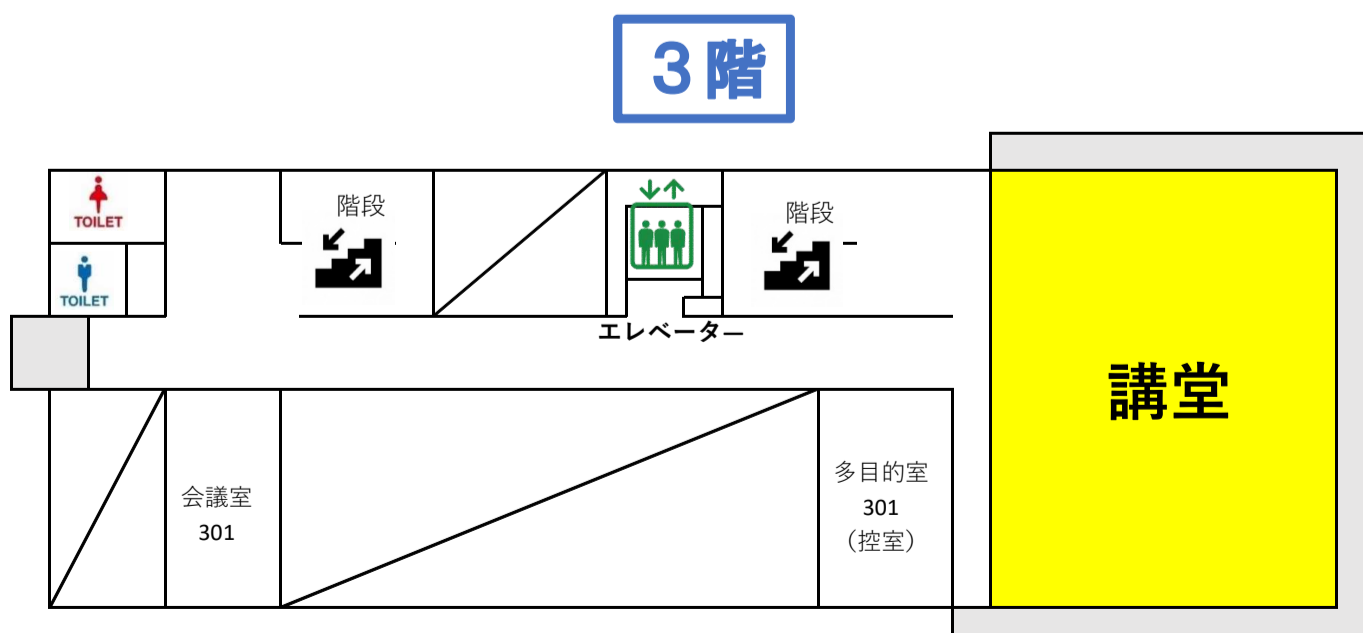 3階
TOILET
階段
階段
TOILET
エレベーター
講堂
会議室
301
多目的室
301
（控室）